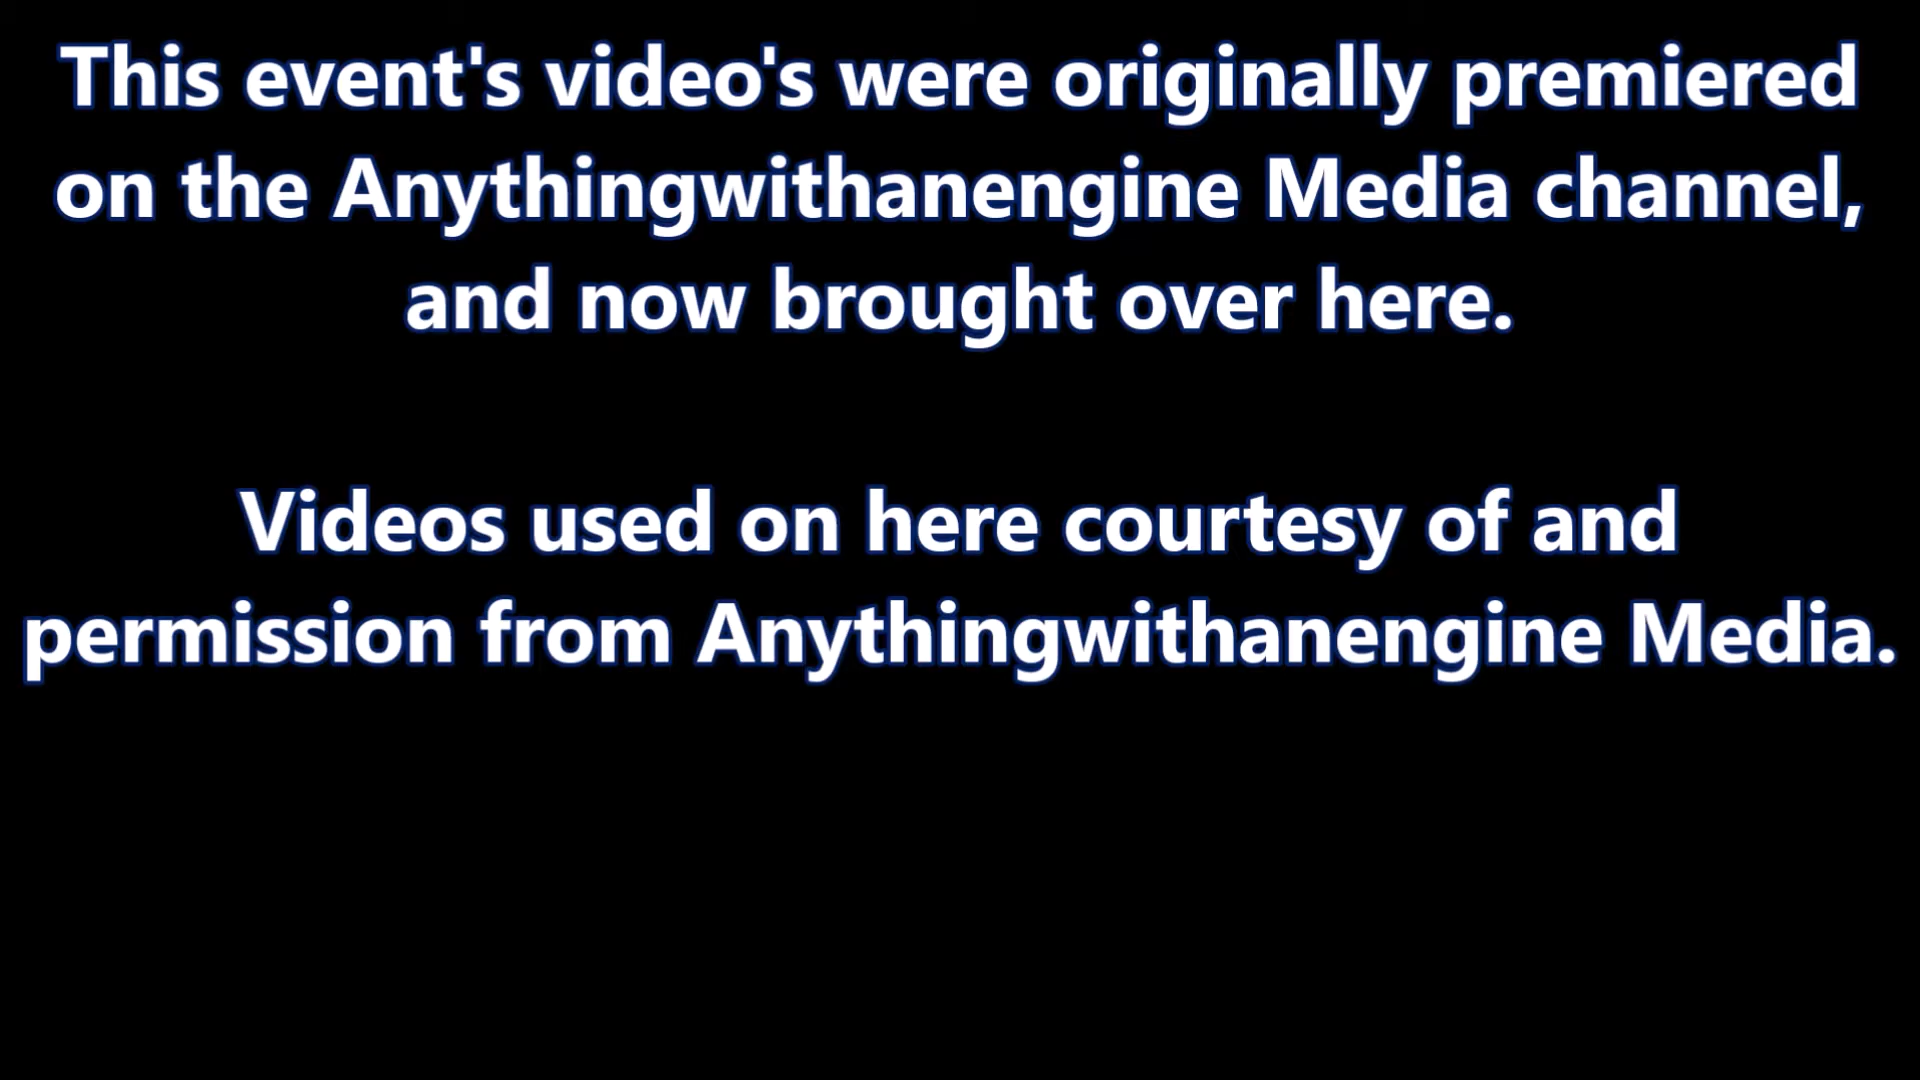 This event's video's were originally premiered
on the Anythingwithanengine Media channel,
and now brought over here.
Videos used on here courtesy of and
permission from Anythingwithanengine Media.